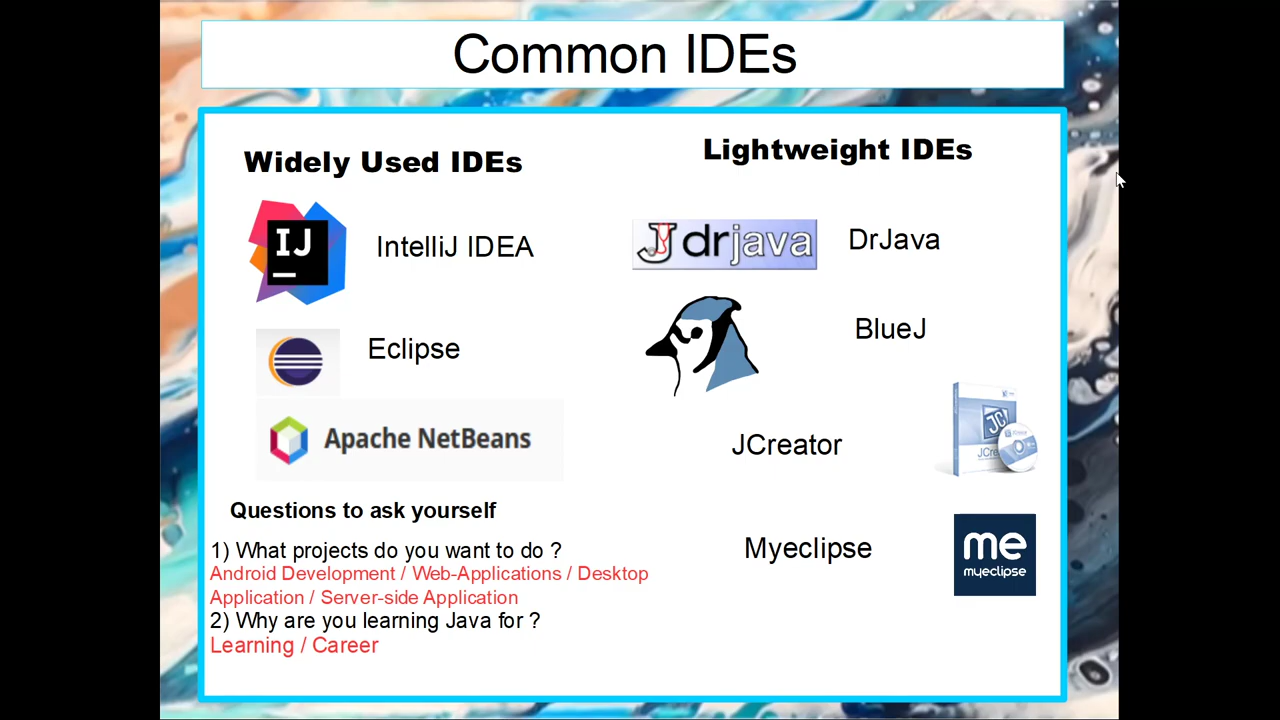 Common IDEs
Widely Used IDEs
IJ
IntelliJ IDEA
Eclipse
Apache NetBeans
Questions to ask yourself
1) What projects do you want to do ?
Android Development / Web-Applications / Desktop
Application / Server-side Application
2) Why are you learning Java for ?
Learning / Career
Lightweight IDEs
J drjava
DrJava
BlueJ
JCreator
JC
Myeclipse
me
myeclipse